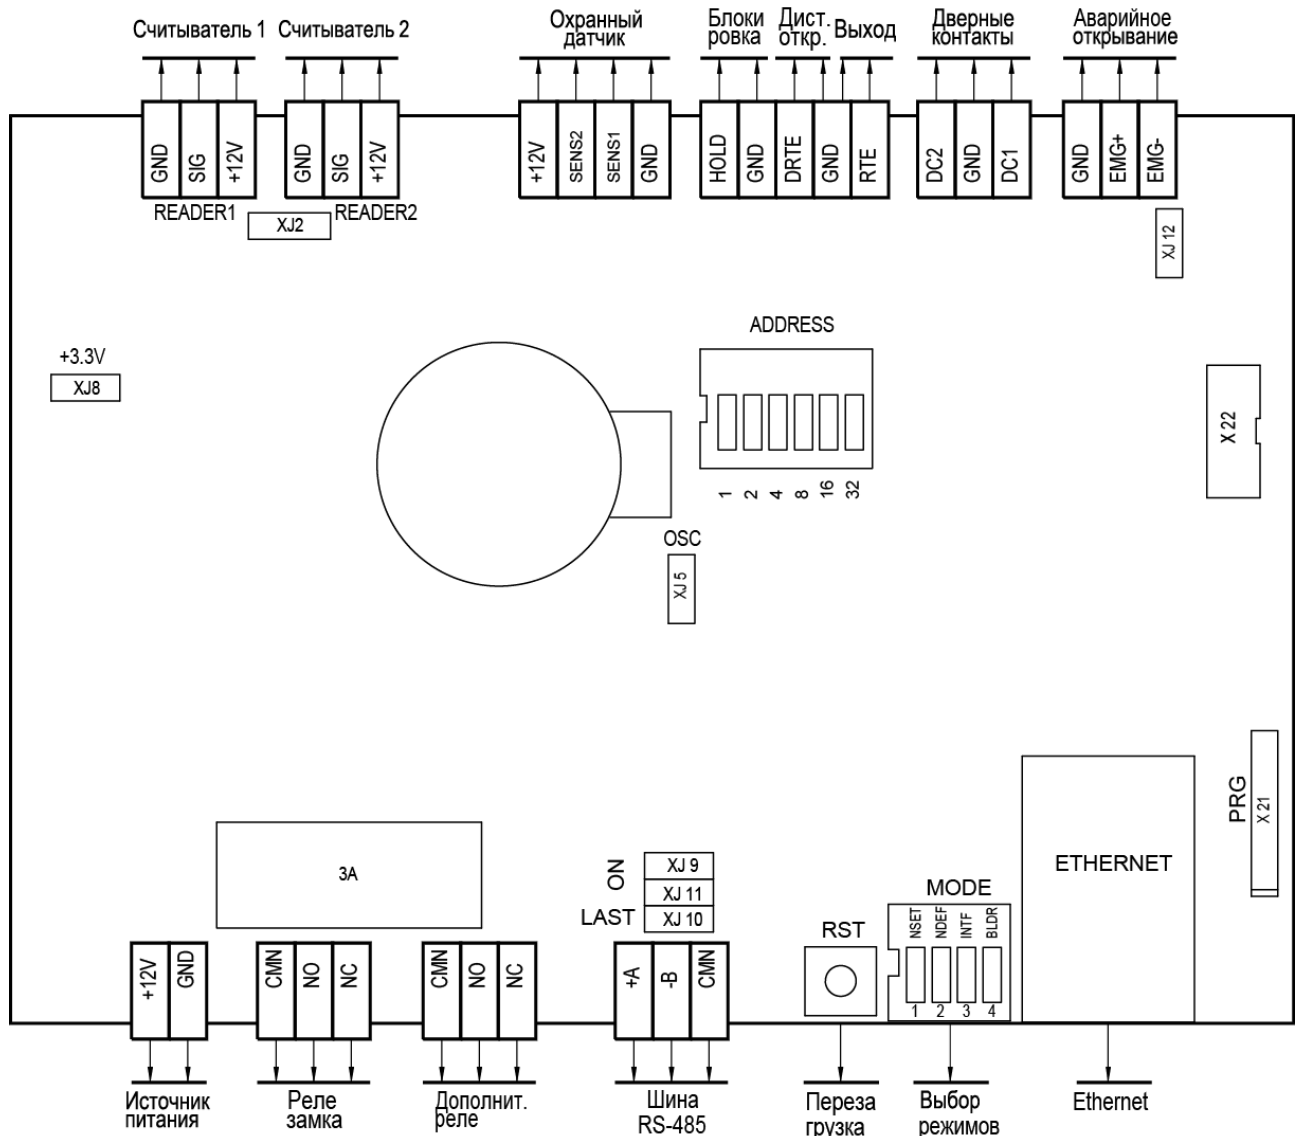 Считыватель 1
Считыватель 2
Охранный
датчик
Блоки
ровка
Дист.
откр.
Выход
Дверные
контакты
Аварийное
открывание
GND
SIG
+12V
GND
SIG
+12V
+12V
SENS2
SENS1
GND
HOLD
GND
DRTE
GND
RTE
DC2
GND
DC1
GND
EMG+
EMG-
READER1
READER2
XJ2
XJ 12
ADDRESS
+3.3V
XJ8
X 22
1
2
4
8
16
32
OSC
XJ 5
PRG
X 21
3A
ON
XJ 9
XJ 11
LAST
XJ 10
ETHERNET
MODE
RST
NSET
NDEF
INTF
BLDR
1
2
3
4
+12V
GND
CMN
NO
NC
CMN
NO
NC
+A
-B
CMN
Источник
питания
Реле
замка
Дополнит.
реле
Шина
RS-485
Переза
грузка
Выбор
режимов
Ethernet